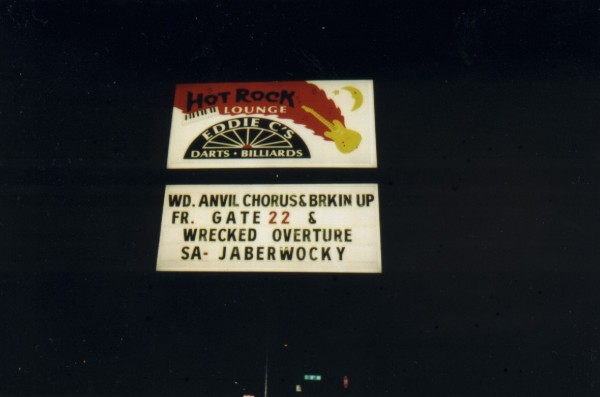 HOT ROCK
LOUNGE
EDDIE C'S
DARTS • BILLIARDS
WD. ANVIL CHORUS & BRKIN UP
FR. GATE 22 &
WRECKED OVERTURE
SA- JABERWOCKY